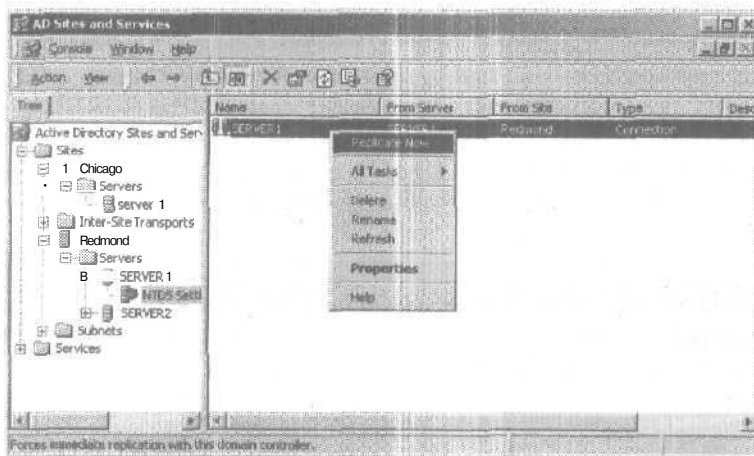 AD Sites and Services
Console Window Help
Action View
Tree
Name From Server From Site Type Desc
Active Directory Sites and Ser
Sites
1 Chicago
Servers
server 1
Inter-Site Transports
Redmond
Servers
B SERVER 1
NTDS Setti
SERVER2
Subnets
Services
SERVER1 Redmond Connection
Replicate Now
All Tasks
Delete
Rename
Refresh
Properties
Help
Forces immediate replication with this domain controller.